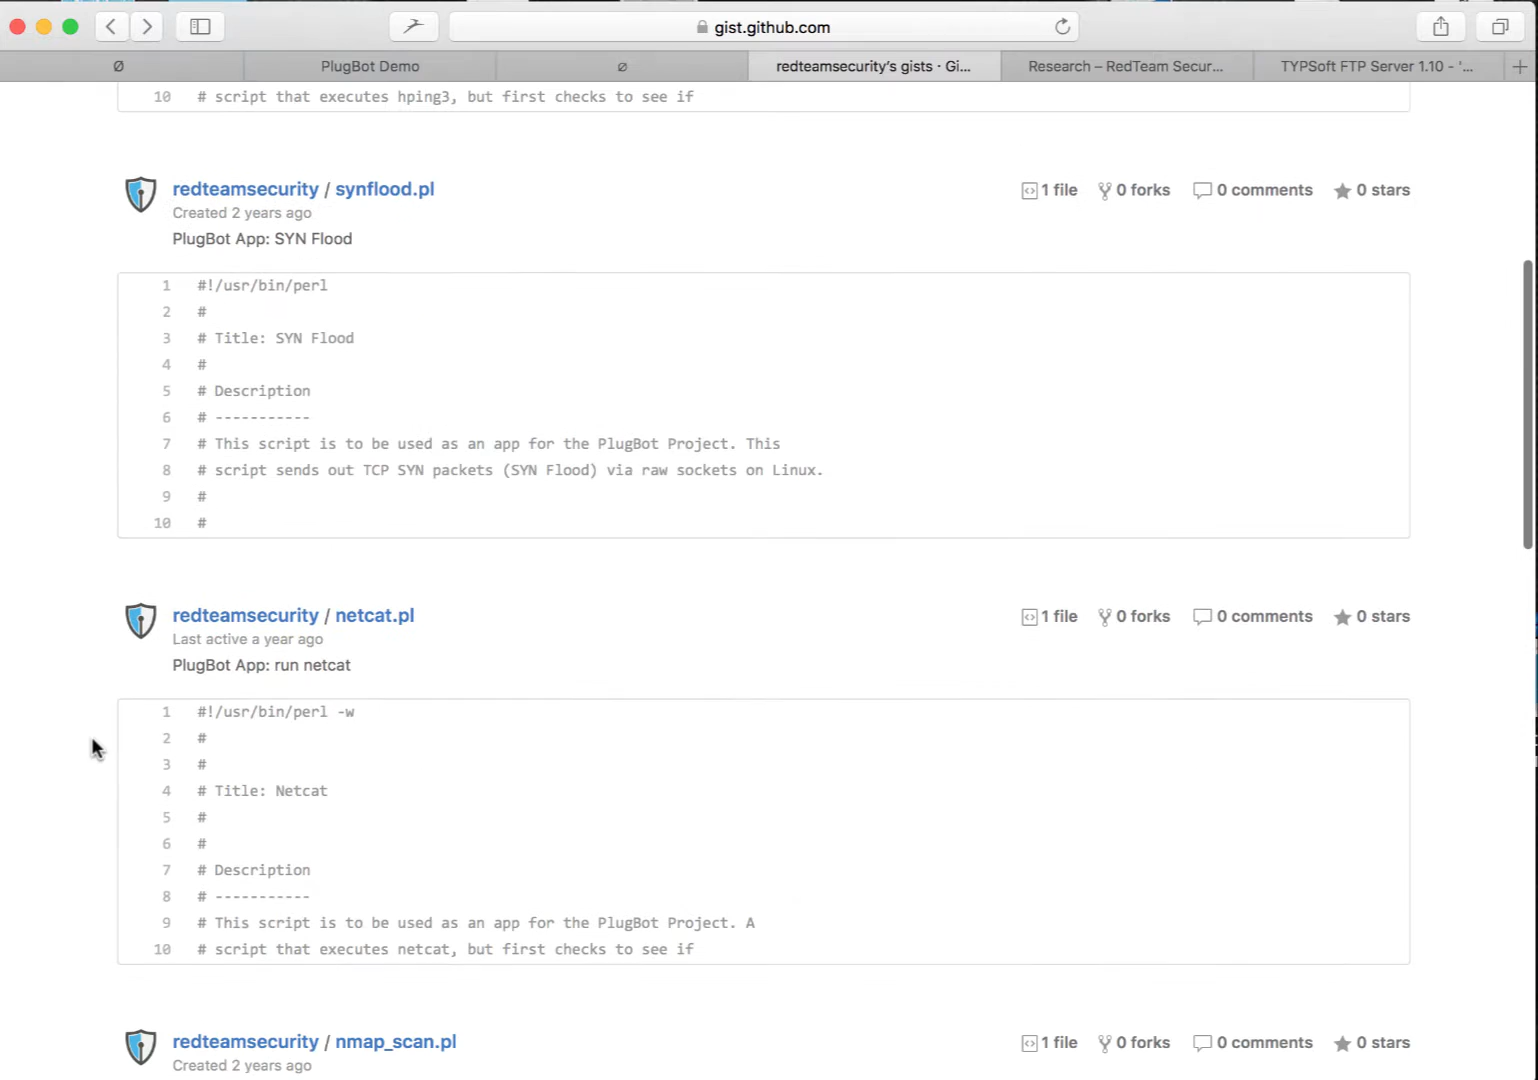 gist.github.com
Ø
PlugBot Demo
∅
redteamsecurity's gists · Gi...
Research – RedTeam Secur...
TYPSoft FTP Server 1.10 - '...
10 # script that executes hping3, but first checks to see if
redteamsecurity / synflood.pl
1 file 0 forks 0 comments 0 stars
Created 2 years ago
PlugBot App: SYN Flood
1 #!/usr/bin/perl
2 #
3 # Title: SYN Flood
4 #
5 # Description
6 # -----------
7 # This script is to be used as an app for the PlugBot Project. This
8 # script sends out TCP SYN packets (SYN Flood) via raw sockets on Linux.
9 #
10 #
redteamsecurity / netcat.pl
1 file 0 forks 0 comments 0 stars
Last active a year ago
PlugBot App: run netcat
1 #!/usr/bin/perl -w
2 #
3 #
4 # Title: Netcat
5 #
6 #
7 # Description
8 # -----------
9 # This script is to be used as an app for the PlugBot Project. A
10 # script that executes netcat, but first checks to see if
redteamsecurity / nmap_scan.pl
1 file 0 forks 0 comments 0 stars
Created 2 years ago